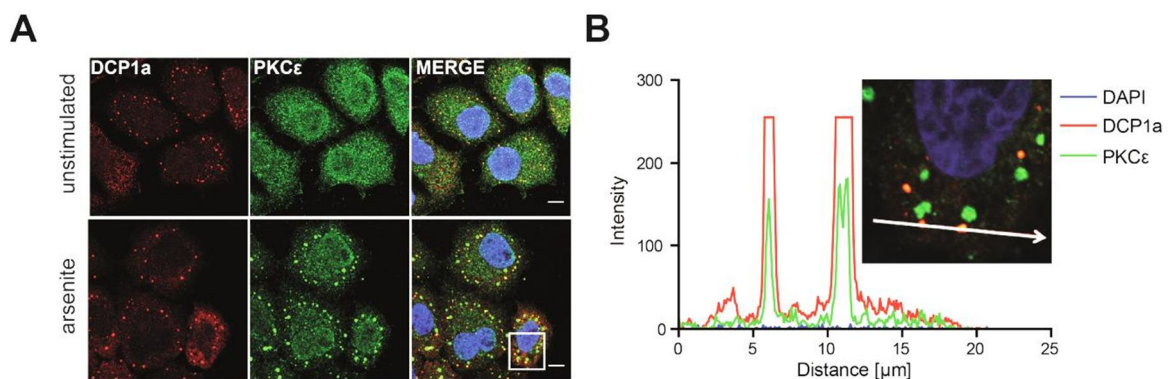 A
DCP1a
PKCε
MERGE
unstimulated
arsenite
B
300
200
100
0
Intensity
0
5
10
15
20
25
Distance [µm]
DAPI
DCP1a
PKCε